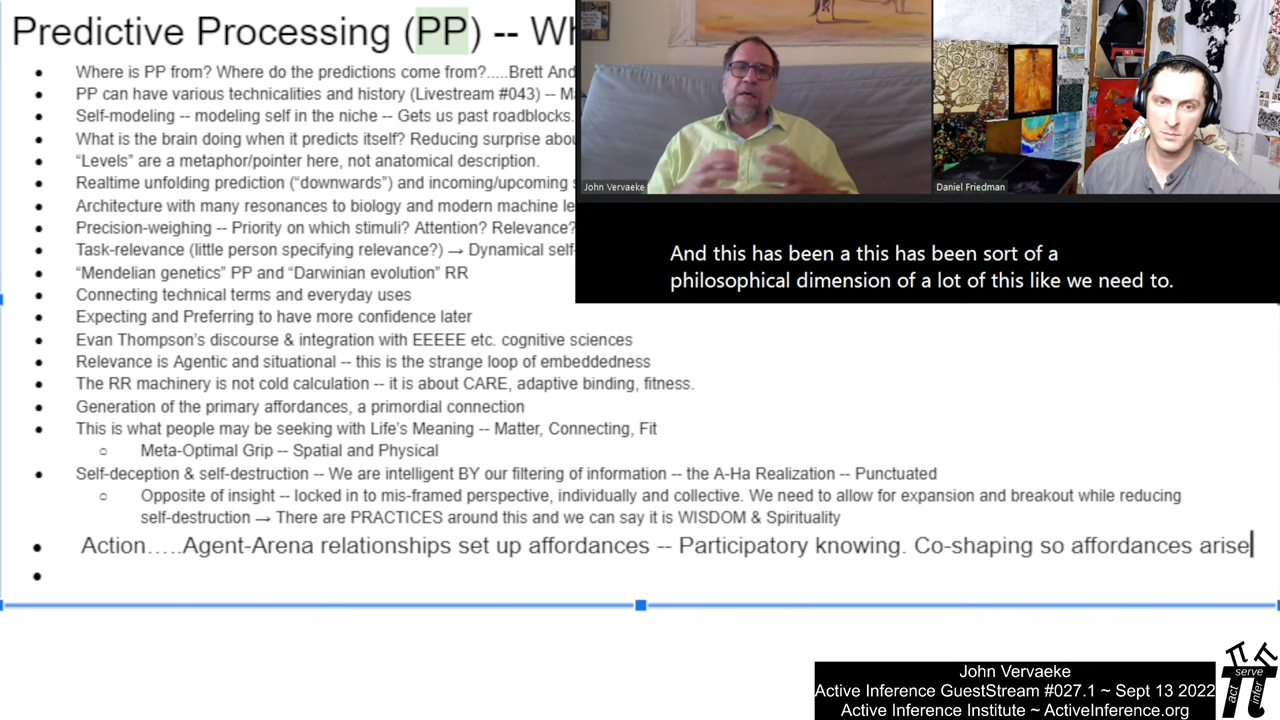 Predictive Processing (PP) -- Wh
Where is PP from? Where do the predictions come from?.....Brett And
PP can have various technicalities and history (Livestream #043) -- Ma
Self-modeling -- modeling self in the niche -- Gets us past roadblocks.
What is the brain doing when it predicts itself? Reducing surprise abou
“Levels” are a metaphor/pointer here, not anatomical description.
Realtime unfolding prediction (“downwards”) and incoming/upcoming s
Architecture with many resonances to biology and modern machine le
Precision-weighing -- Priority on which stimuli? Attention? Relevance?
Task-relevance (little person specifying relevance?) → Dynamical self-
“Mendelian genetics” PP and “Darwinian evolution” RR
Connecting technical terms and everyday uses
Expecting and Preferring to have more confidence later
Evan Thompson’s discourse & integration with EEEEE etc. cognitive sciences
Relevance is Agentic and situational -- this is the strange loop of embeddedness
The RR machinery is not cold calculation -- it is about CARE, adaptive binding, fitness.
Generation of the primary affordances, a primordial connection
This is what people may be seeking with Life’s Meaning -- Matter, Connecting, Fit
Meta-Optimal Grip -- Spatial and Physical
Self-deception & self-destruction -- We are intelligent BY our filtering of information -- the A-Ha Realization -- Punctuated
Opposite of insight -- locked in to mis-framed perspective, individually and collective. We need to allow for expansion and breakout while reducing
self-destruction → There are PRACTICES around this and we can say it is WISDOM & Spirituality
Action…..Agent-Arena relationships set up affordances -- Participatory knowing. Co-shaping so affordances arise
John Vervaeke
Daniel Friedman
And this has been a this has been sort of a
philosophical dimension of a lot of this like we need to.
John Vervaeke
Active Inference GuestStream #027.1 ~ Sept 13 2022
Active Inference Institute ~ ActiveInference.org
serve
act
infer